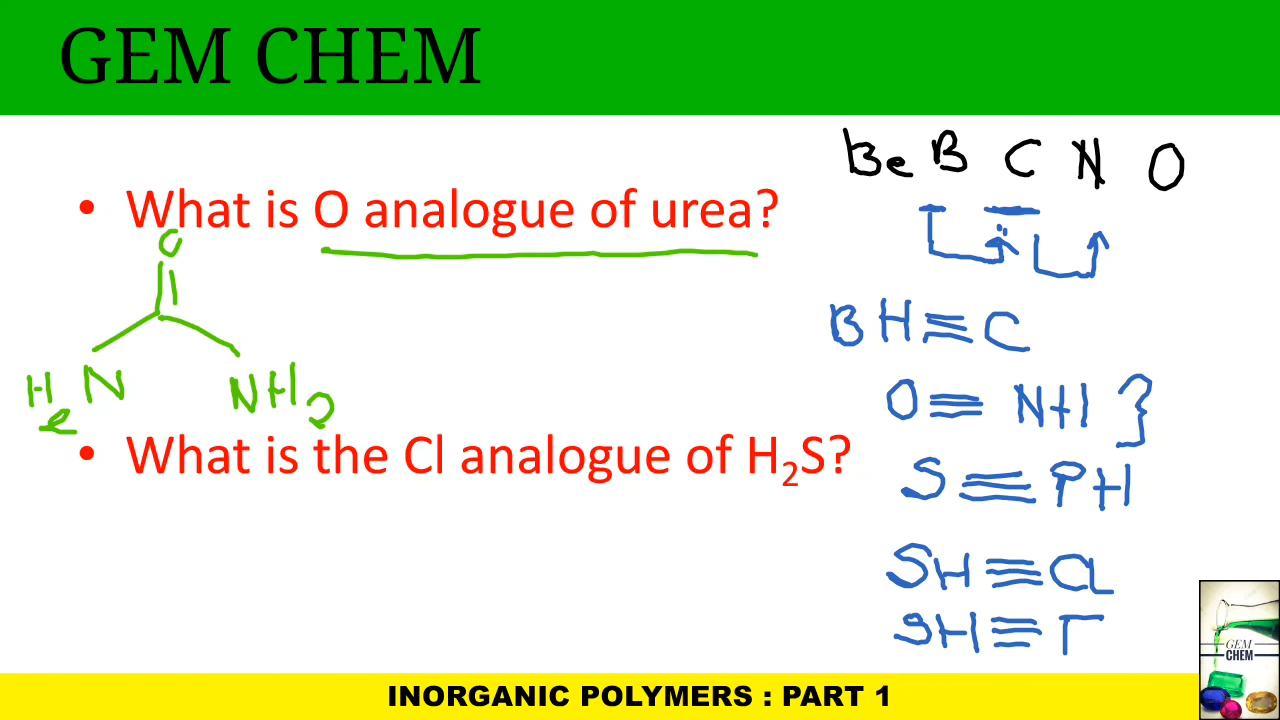 GEM CHEM
Be B C N O
• What is O analogue of urea?
O
H2N NH2
BH≡C
O≡NH}
• What is the Cl analogue of H2S?
S≡PH
SH≡Cl
SH≡F
GEM
CHEM
INORGANIC POLYMERS : PART 1